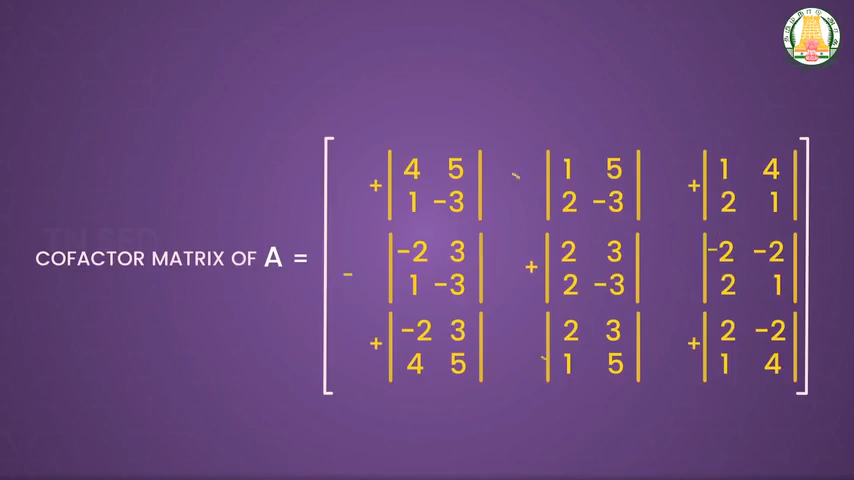 + | 4 5 | - | 1 5 | + | 1 4 |
| 1 -3 | | 2 -3 | | 2 1 |
COFACTOR MATRIX OF A =
- | -2 3 | + | 2 3 | - | 2 -2 |
| 1 -3 | | 2 -3 | | 2 1 |
+ | -2 3 | - | 2 3 | + | 2 -2 |
| 4 5 | | 1 5 | | 1 4 |